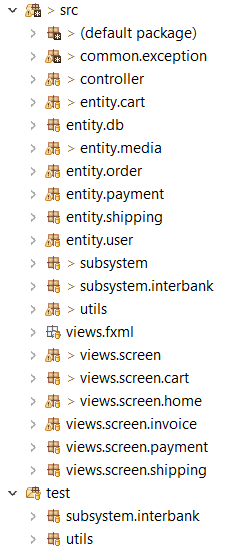 > src
> (default package)
> common.exception
> controller
> entity.cart
entity.db
> entity.media
entity.order
entity.payment
entity.shipping
entity.user
> subsystem
> subsystem.interbank
> utils
views.fxml
> views.screen
> views.screen.cart
> views.screen.home
views.screen.invoice
views.screen.payment
views.screen.shipping
test
subsystem.interbank
utils